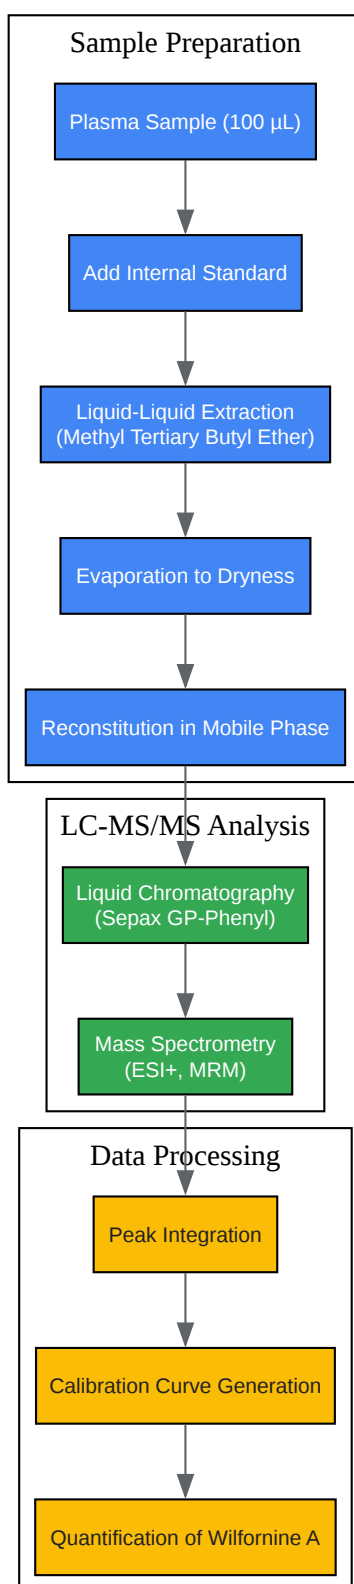 Sample Preparation
Plasma Sample (100 µL)
Add Internal Standard
Liquid-Liquid Extraction
(Methyl Tertiary Butyl Ether)
Evaporation to Dryness
Reconstitution in Mobile Phase
LC-MS/MS Analysis
Liquid Chromatography
(Sepax GP-Phenyl)
Mass Spectrometry
(ESI+, MRM)
Data Processing
Peak Integration
Calibration Curve Generation
Quantification of Wilfornine A